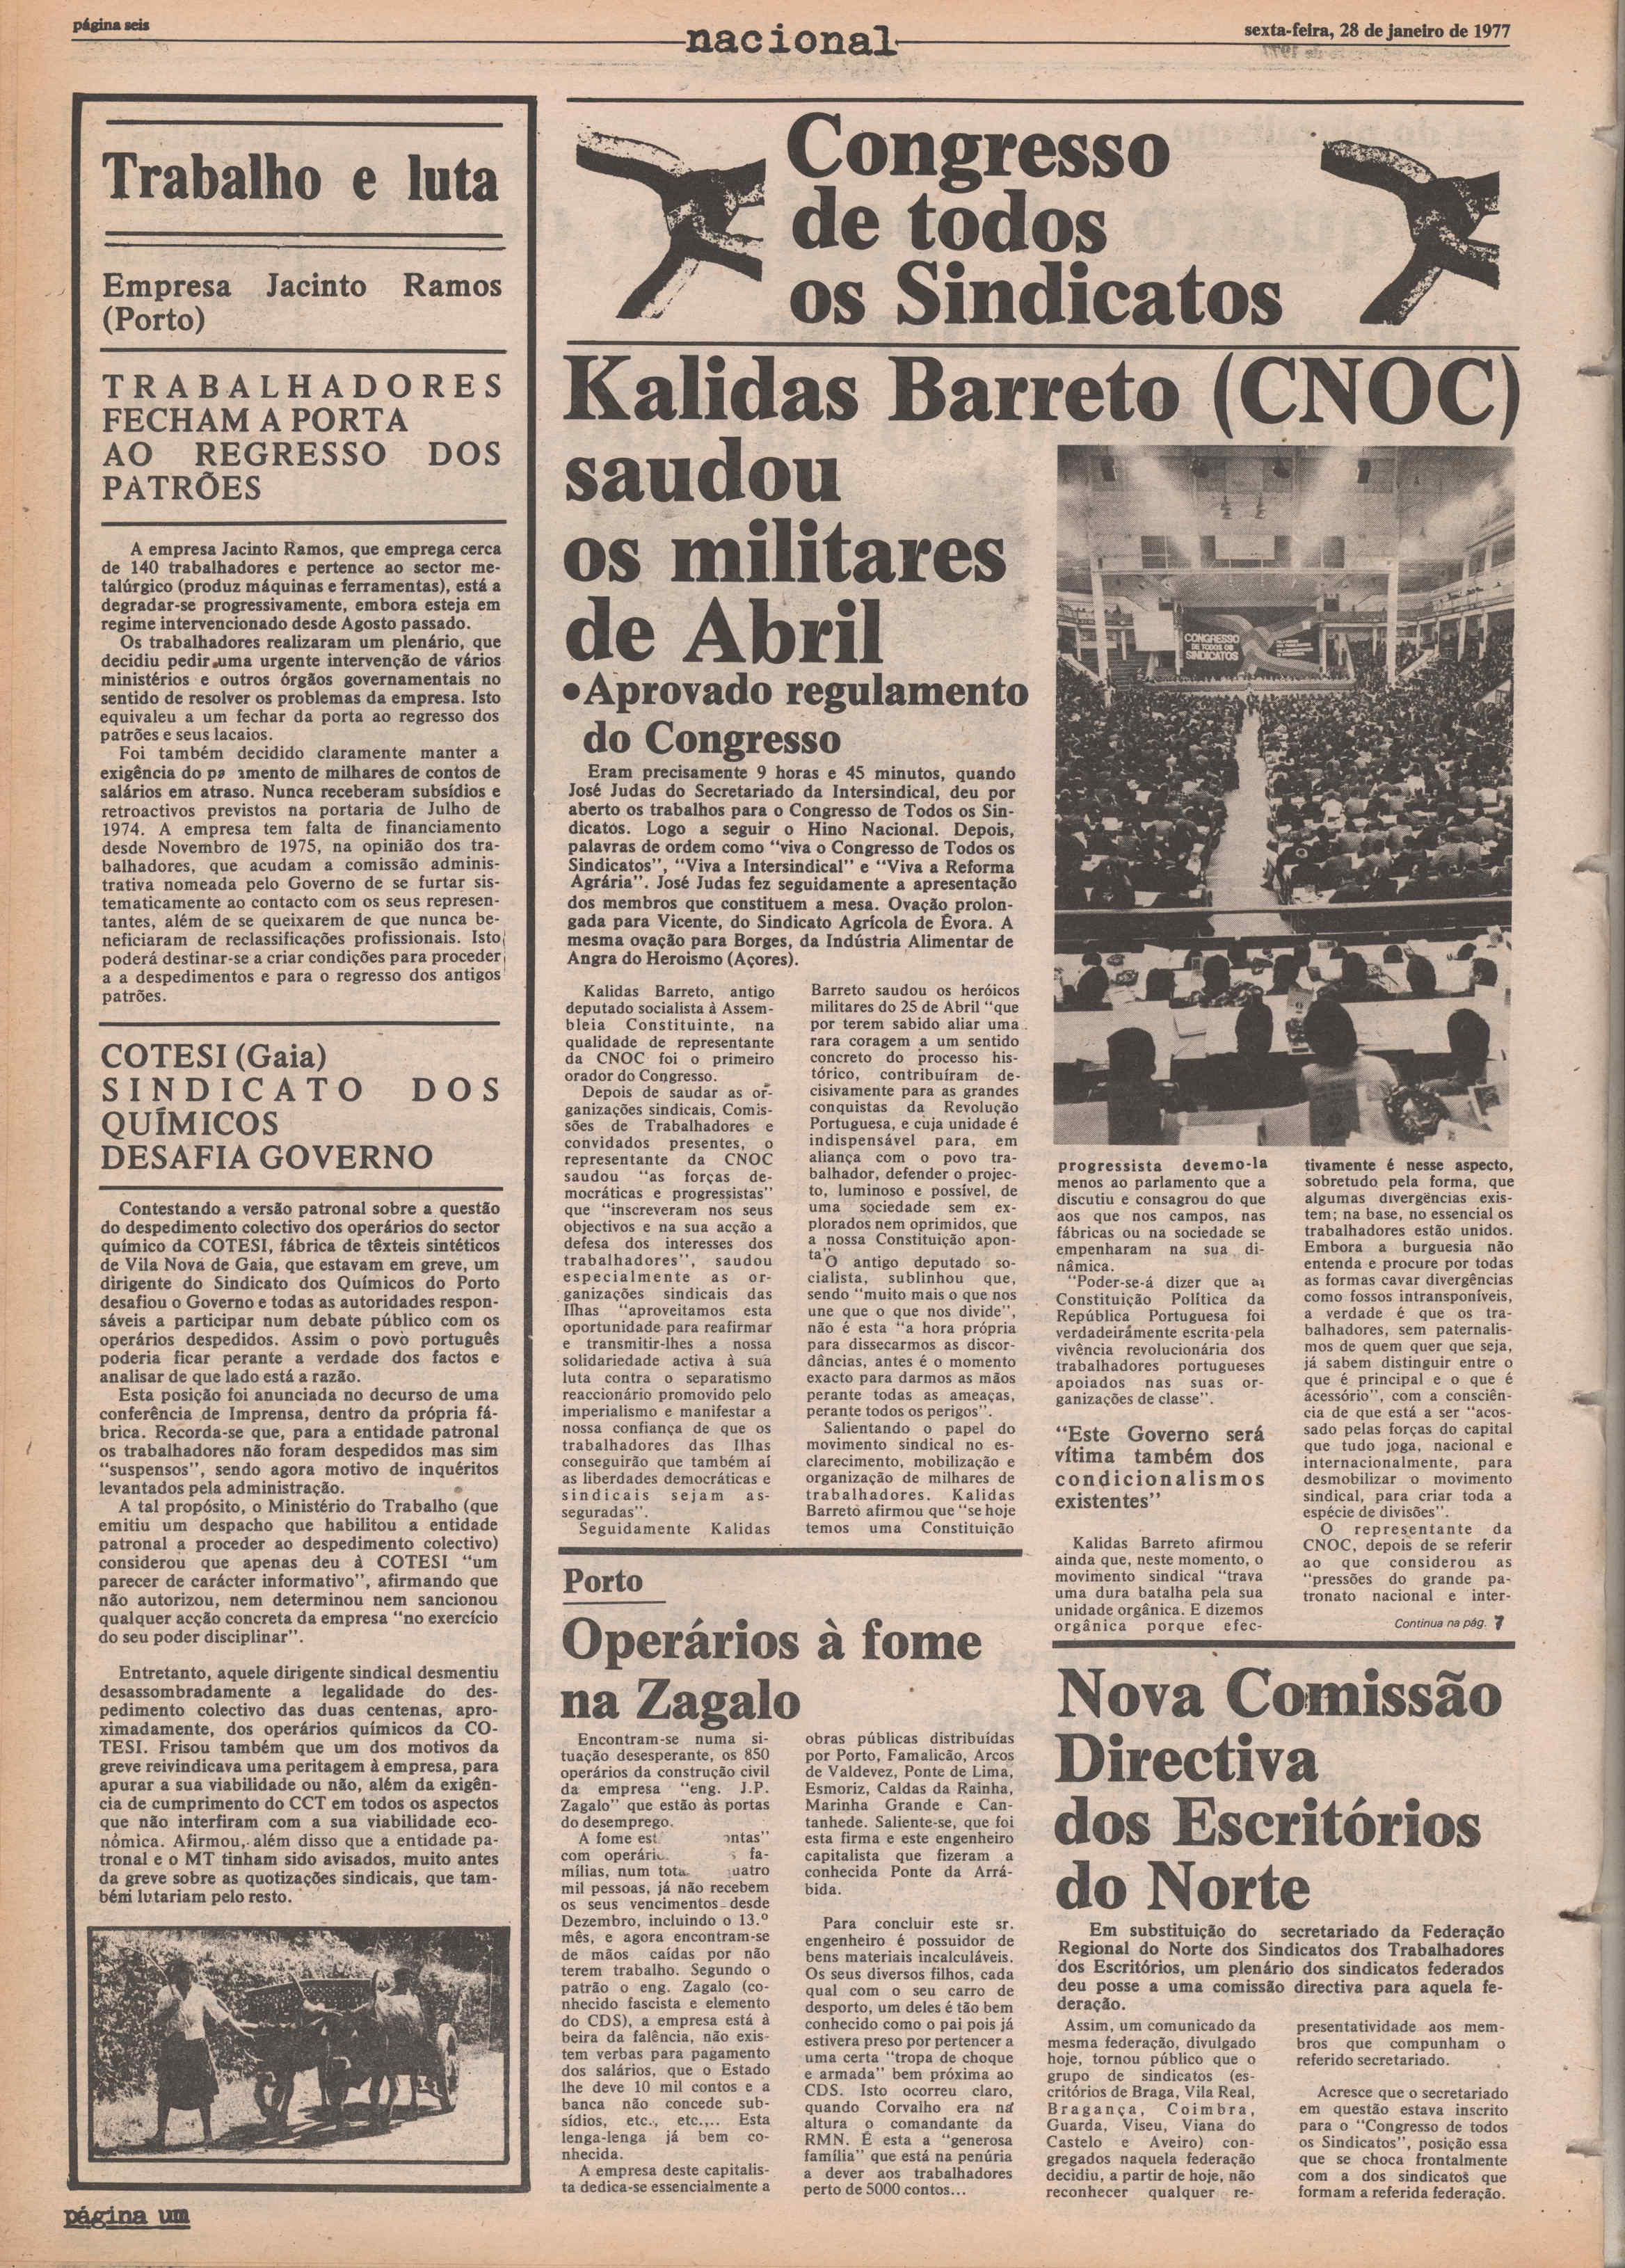 página seis
nacional
sexta-feira, 28 de janeiro de 1977
Trabalho e luta
Empresa Jacinto Ramos
(Porto)
TRABALHADORES
FECHAM A PORTA
AO REGRESSO DOS
PATRÕES
A empresa Jacinto Ramos, que emprega cerca
de 140 trabalhadores e pertence ao sector me-
talúrgico (produz máquinas e ferramentas), está a
degradar-se progressivamente, embora esteja em
regime intervencionado desde Agosto passado.
Os trabalhadores realizaram um plenário, que
decidiu pedir uma urgente intervenção de vários
ministérios e outros órgãos governamentais no
sentido de resolver os problemas da empresa. Isto
equivaleu a um fechar da porta ao regresso dos
patrões e seus lacaios.
Foi também decidido claramente manter a
exigência do pa amento de milhares de contos de
salários em atraso. Nunca receberam subsídios e
retroactivos previstos na portaria de Julho de
1974. A empresa tem falta de financiamento
desde Novembro de 1975, na opinião dos tra-
balhadores, que acudam a comissão adminis-
trativa nomeada pelo Governo de se furtar sis-
tematicamente ao contacto com os seus represen-
tantes, além de se queixarem de que nunca be-
neficiaram de reclassificações profissionais. Isto
poderá destinar-se a criar condições para proceder
a a despedimentos e para o regresso dos antigos
patrões.
COTESI (Gaia)
SINDICATO DOS
QUÍMICOS
DESAFIA GOVERNO
Contestando a versão patronal sobre a questão
do despedimento colectivo dos operários do sector
químico da COTESI, fábrica de têxteis sintéticos
de Vila Nova de Gaia, que estavam em greve, um
dirigente do Sindicato dos Químicos do Porto
desafiou o Governo e todas as autoridades respon-
sáveis a participar num debate público com os
operários despedidos. Assim o povo português
poderia ficar perante a verdade dos factos e
analisar de que lado está a razão.
Esta posição foi anunciada no decurso de uma
conferência de Imprensa, dentro da própria fá-
brica. Recorda-se que, para a entidade patronal
os trabalhadores não foram despedidos mas sim
"suspensos", sendo agora motivo de inquéritos
levantados pela administração.
A tal propósito, o Ministério do Trabalho (que
emitiu um despacho que habilitou a entidade
patronal a proceder ao despedimento colectivo)
considerou que apenas deu à COTESI "um
parecer de carácter informativo", afirmando que
não autorizou, nem determinou nem sancionou
qualquer acção concreta da empresa "no exercício
do seu poder disciplinar".
Entretanto, aquele dirigente sindical desmentiu
desassombradamente a legalidade do des-
pedimento colectivo das duas centenas, apro-
ximadamente, dos operários químicos da CO-
TESI. Frisou também que um dos motivos da
greve reivindicava uma peritagem à empresa, para
apurar a sua viabilidade ou não, além da exigên-
cia de cumprimento do CCT em todos os aspectos
que não interfiram com a sua viabilidade eco-
nómica. Afirmou, além disso que a entidade pa-
tronal e o MT tinham sido avisados, muito antes
da greve sobre as quotizações sindicais, que tam-
bém lutariam pelo resto.
Congresso
de todos
os Sindicatos
Kalidas Barreto (CNOC)
saudou
os militares
de Abril
•Aprovado regulamento
do Congresso
CONGRESSO
DE TODOS OS
SINDICATOS
Eram precisamente 9 horas e 45 minutos, quando
José Judas do Secretariado da Intersindical, deu por
aberto os trabalhos para o Congresso de Todos os Sin-
dicatos. Logo a seguir o Hino Nacional. Depois,
palavras de ordem como "viva o Congresso de Todos os
Sindicatos", "Viva a Intersindical" e "Viva a Reforma
Agrária". José Judas fez seguidamente a apresentação
dos membros que constituem a mesa. Ovação prolon-
gada para Vicente, do Sindicato Agrícola de Évora. A
mesma ovação para Borges, da Indústria Alimentar de
Angra do Heroismo (Açores).
Kalidas Barreto, antigo
deputado socialista à Assem-
bleia Constituinte, na
qualidade de representante
da CNOC foi o primeiro
orador do Congresso.
Depois de saudar as or-
ganizações sindicais, Comis-
sões de Trabalhadores e
convidados presentes, o
representante da CNOC
saudou "as forças de-
mocráticas e progressistas"
que "inscreveram nos seus
objectivos e na sua acção a
defesa dos interesses dos
trabalhadores", saudou
especialmente as or-
ganizações sindicais das
Ilhas "aproveitamos esta
oportunidade para reafirmar
e transmitir-lhes a nossa
solidariedade activa à sua
luta contra o separatismo
reaccionário promovido pelo
imperialismo e manifestar a
nossa confiança de que os
trabalhadores das Ilhas
conseguirão que também aí
as liberdades democráticas e
sindicais sejam as-
seguradas".
Seguidamente Kalidas
Barreto saudou os heróicos
militares do 25 de Abril "que
por terem sabido aliar uma
rara coragem a um sentido
concreto do processo his-
tórico, contribuíram de-
cisivamente para as grandes
conquistas da Revolução
Portuguesa, e cuja unidade é
indispensável para, em
aliança com o povo tra-
balhador, defender o projec-
to, luminoso e possível, de
uma sociedade sem ex-
plorados nem oprimidos, que
a nossa Constituição apon-
ta".
O antigo deputado so-
cialista, sublinhou que,
sendo "muito mais o que nos
une que o que nos divide",
não é esta "a hora própria
para dissecarmos as discor-
dâncias, antes é o momento
exacto para darmos as mãos
perante todas as ameaças,
perante todos os perigos".
Salientando o papel do
movimento sindical no es-
clarecimento, mobilização e
organização de milhares de
trabalhadores. Kalidas
Barreto afirmou que "se hoje
temos uma Constituição
progressista devemo-la
menos ao parlamento que a
discutiu e consagrou do que
aos que nos campos, nas
fábricas ou na sociedade se
empenharam na sua di-
nâmica.
"Poder-se-á dizer que a
Constituição Política da
República Portuguesa foi
verdadeirámente escrita pela
vivência revolucionária dos
trabalhadores portugueses
apoiados nas suas or-
ganizações de classe".
"Este Governo será
vítima também dos
condicionalismos
existentes"
Kalidas Barreto afirmou
ainda que, neste momento, o
movimento sindical "trava
uma dura batalha pela sua
unidade orgânica. E dizemos
orgânica porque efec-
tivamente é nesse aspecto,
sobretudo pela forma, que
algumas divergências exis-
tem; na base, no essencial os
trabalhadores estão unidos.
Embora a burguesia não
entenda e procure por todas
as formas cavar divergências
como fossos intransponíveis,
a verdade é que os tra-
balhadores, sem paternalis-
mos de quem quer que seja,
já sabem distinguir entre o
que é principal e o que é
ácessório", com a consciên-
cia de que está a ser "acos-
sado pelas forças do capital
que tudo joga, nacional e
internacionalmente, para
desmobilizar o movimento
sindical, para criar toda a
espécie de divisões".
O representante da
CNOC, depois de se referir
ao que considerou as
"pressões do grande pa-
tronato nacional e inter-
Continua na pág. 7
Porto
Operários à fome
na Zagalo
Encontram-se numa si-
tuação desesperante, os 850
operários da construção civil
da empresa "eng. J.P.
Zagalo" que estão às portas
do desemprego.
A fome est ontas"
com operári s fa-
mílias, num tota uatro
mil pessoas, já não recebem
os seus vencimentos desde
Dezembro, incluindo o 13.º
mês, e agora encontram-se
de mãos caídas por não
terem trabalho. Segundo o
patrão o eng. Zagalo (co-
nhecido fascista e elemento
do CDS), a empresa está à
beira da falência, não exis-
tem verbas para pagamento
dos salários, que o Estado
lhe deve 10 mil contos e a
banca não concede sub-
sídios, etc., etc.,.. Esta
lenga-lenga já bem co-
nhecida.
A empresa deste capitalis-
ta dedica-se essencialmente a
obras públicas distribuídas
por Porto, Famalicão, Arcos
de Valdevez, Ponte de Lima,
Esmoriz, Caldas da Rainha,
Marinha Grande e Can-
tanhede. Saliente-se, que foi
esta firma e este engenheiro
capitalista que fizeram a
conhecida Ponte da Arrá-
bida.
Para concluir este sr.
engenheiro é possuidor de
bens materiais incalculáveis.
Os seus diversos filhos, cada
qual com o seu carro de
desporto, um deles é tão bem
conhecido como o pai pois já
estivera preso por pertencer a
uma certa "tropa de choque
e armada" bem próxima ao
CDS. Isto ocorreu claro,
quando Corvalho era na
altura o comandante da
RMN. É esta a "generosa
família" que está na penúria
a dever aos trabalhadores
perto de 5000 contos...
Nova Comissão
Directiva
dos Escritórios
do Norte
Em substituição do secretariado da Federação
Regional do Norte dos Sindicatos dos Trabalhadores
dos Escritórios, um plenário dos sindicatos federados
deu posse a uma comissão directiva para aquela fe-
deração.
Assim, um comunicado da
mesma federação, divulgado
hoje, tornou público que o
grupo de sindicatos (es-
critórios de Braga, Vila Real,
Bragança, Coimbra,
Guarda, Viseu, Viana do
Castelo e Aveiro) con-
gregados naquela federação
decidiu, a partir de hoje, não
reconhecer qualquer re-
presentatividade aos mem-
bros que compunham o
referido secretariado.
Acresce que o secretariado
em questão estava inscrito
para o "Congresso de todos
os Sindicatos", posição essa
que se choca frontalmente
com a dos sindicatos que
formam a referida federação.
página um